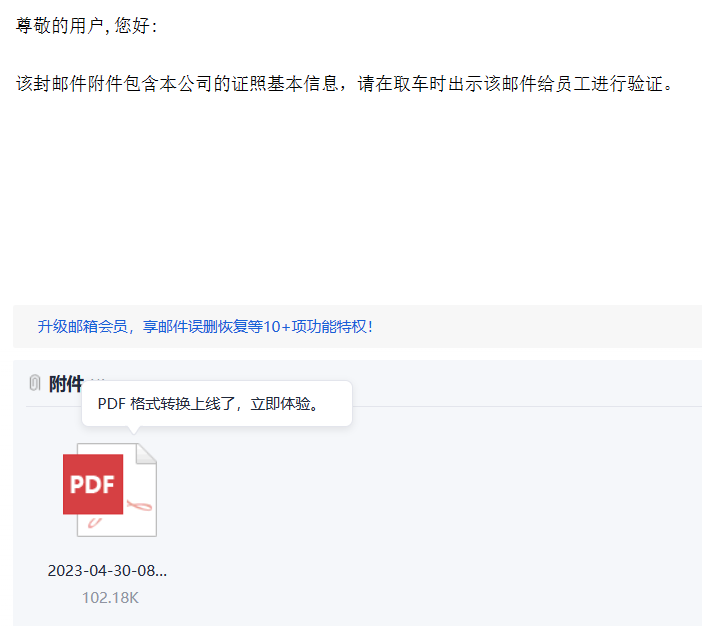 尊敬的用户,您好：
该封邮件附件包含本公司的证照基本信息，请在取车时出示该邮件给员工进行验证。
升级邮箱会员，享邮件误删恢复等10+项功能特权！
附件
PDF 格式转换上线了，立即体验。
PDF
2023-04-30-08...
102.18K